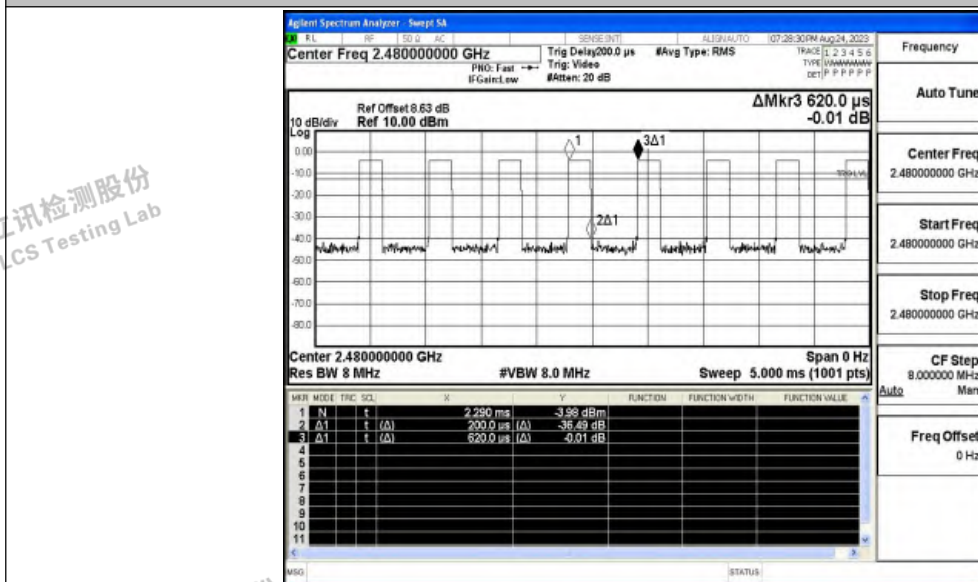 Agilent Spectrum Analyzer - Swept SA
RL RF 50 Ω AC SENSE:INT ALIGN AUTO 07:28:30 PM Aug 24, 2023
Center Freq 2.480000000 GHz
Trig Delay200.0 µs #Avg Type: RMS
TRACE 1 2 3 4 5 6
PNO: Fast
Trig: Video
TYPE
IFGain:Low
#Atten: 20 dB
DET P P P P P P
Frequency
Auto Tune
Ref Offset 8.63 dB
ΔMkr3 620.0 µs
10 dB/div Ref 10.00 dBm
-0.01 dB
Log
0.00
-10.0
-20.0
-30.0
-40.0
-50.0
-60.0
-70.0
-80.0
1
3Δ1
2Δ1
Center Freq
2.480000000 GHz
Start Freq
2.480000000 GHz
Stop Freq
2.480000000 GHz
Center 2.480000000 GHz Span 0 Hz
Res BW 8 MHz #VBW 8.0 MHz Sweep 5.000 ms (1001 pts)
CF Step
8.000000 MHz
Auto Man
Freq Offset
0 Hz
MKR MODE TRC SCL X Y FUNCTION FUNCTION WIDTH FUNCTION VALUE
1 N t 2.290 ms -3.98 dBm
2 Δ1 t (Δ) 200.0 µs (Δ) -36.49 dB
3 Δ1 t (Δ) 620.0 µs (Δ) -0.01 dB
4
5
6
7
8
9
10
11
MSG STATUS
讯检测股份
LCS Testing Lab